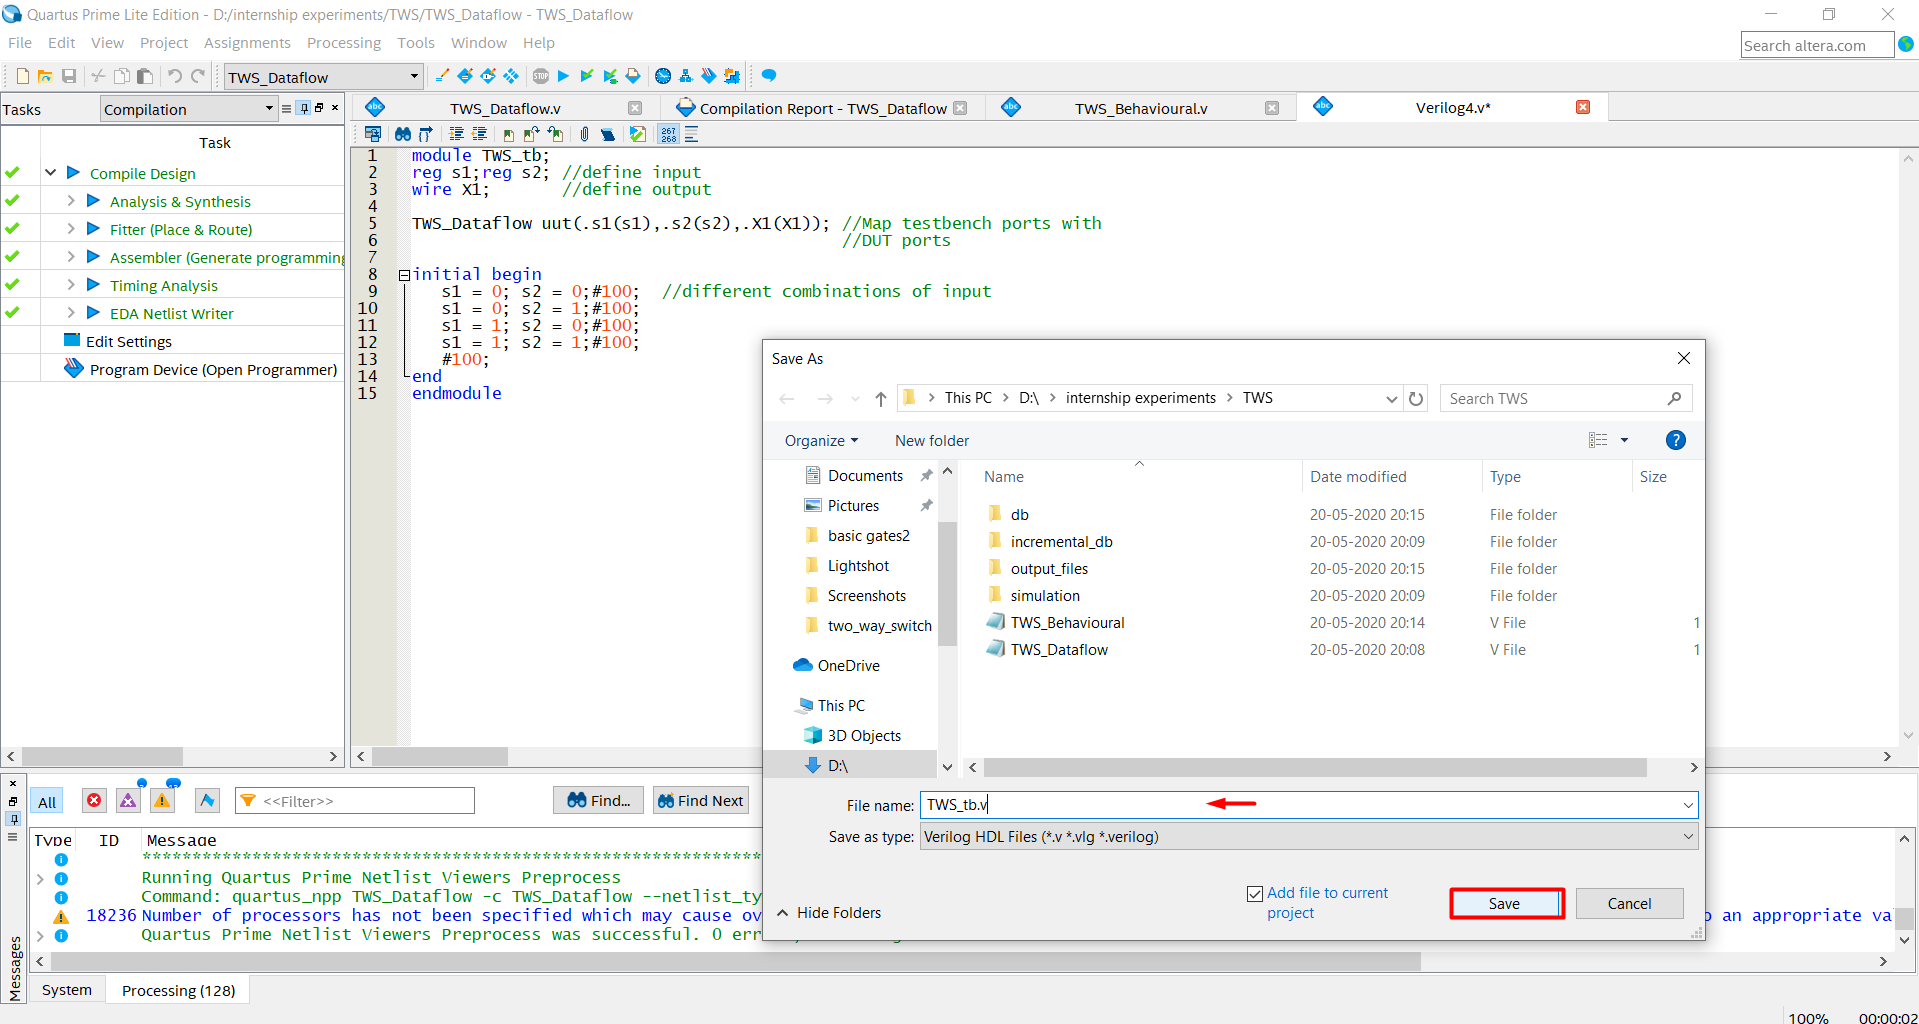 Quartus Prime Lite Edition - D:/internship experiments/TWS/TWS_Dataflow - TWS_Dataflow
File Edit View Project Assignments Processing Tools Window Help
Search altera.com
TWS_Dataflow
STOP
Tasks Compilation
TWS_Dataflow.v
Compilation Report - TWS_Dataflow
TWS_Behavioural.v
Verilog4.v*
267
268
Task
Compile Design
Analysis & Synthesis
Fitter (Place & Route)
Assembler (Generate programming
Timing Analysis
EDA Netlist Writer
Edit Settings
Program Device (Open Programmer)
1 module TWS_tb;
2 reg s1;reg s2; //define input
3 wire X1; //define output
4
5 TWS_Dataflow uut(.s1(s1),.s2(s2),.X1(X1)); //Map testbench ports with
6 //DUT ports
7
8 initial begin
9 s1 = 0; s2 = 0;#100; //different combinations of input
10 s1 = 0; s2 = 1;#100;
11 s1 = 1; s2 = 0;#100;
12 s1 = 1; s2 = 1;#100;
13 #100;
14 end
15 endmodule
Save As
This PC > D:\ > internship experiments > TWS
Search TWS
Organize New folder
Documents
Pictures
basic gates2
Lightshot
Screenshots
two_way_switch
OneDrive
This PC
3D Objects
D:\
Name Date modified Type Size
db 20-05-2020 20:15 File folder
incremental_db 20-05-2020 20:09 File folder
output_files 20-05-2020 20:15 File folder
simulation 20-05-2020 20:09 File folder
TWS_Behavioural 20-05-2020 20:14 V File 1
TWS_Dataflow 20-05-2020 20:08 V File 1
File name: TWS_tb.v
Save as type: Verilog HDL Files (*.v *.vlg *.verilog)
Add file to current
project
Save Cancel
Hide Folders
All <<Filter>> Find... Find Next
Type ID Message
Running Quartus Prime Netlist Viewers Preprocess
Command: quartus_npp TWS_Dataflow -c TWS_Dataflow --netlist_ty
18236 Number of processors has not been specified which may cause ov
an appropriate va
Quartus Prime Netlist Viewers Preprocess was successful. 0 err
Messages
System Processing (128)
100% 00:00:02